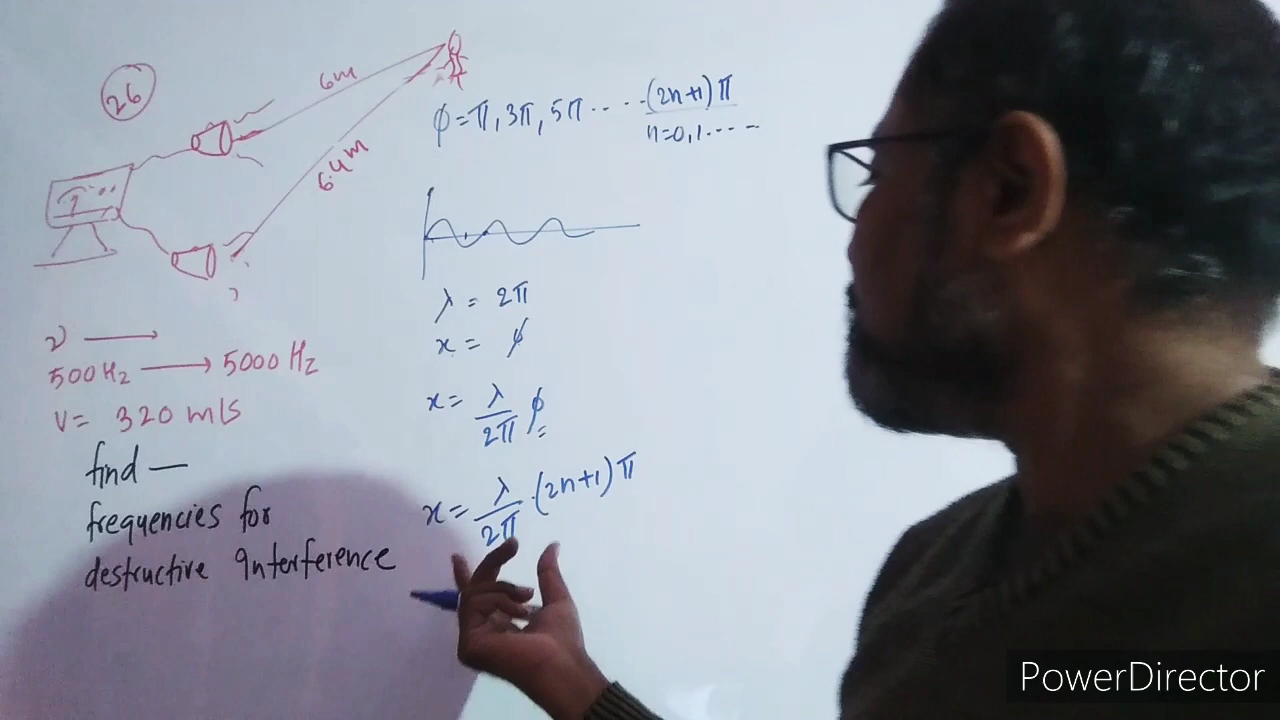 26
6m
6.4m
ν ⟶
500 Hz ⟶ 5000 Hz
V = 320 m/s
find —
frequencies for
destructive Interference
ϕ = π, 3π, 5π ---- (2n+1) π
n = 0, 1 ----
λ = 2π
x = ϕ
x = λ/2π ϕ
x = λ/2π · (2n+1) π
PowerDirector